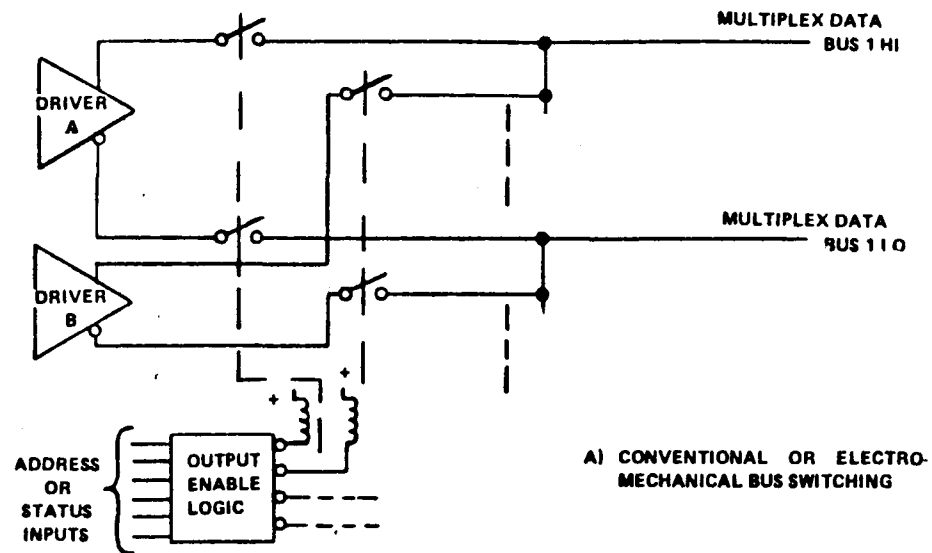 MULTIPLEX DATA
BUS 1 HI
DRIVER
A
MULTIPLEX DATA
BUS 1 LO
DRIVER
B
+
+
ADDRESS
OR
STATUS
INPUTS
OUTPUT
ENABLE
LOGIC
A) CONVENTIONAL OR ELECTRO-
MECHANICAL BUS SWITCHING